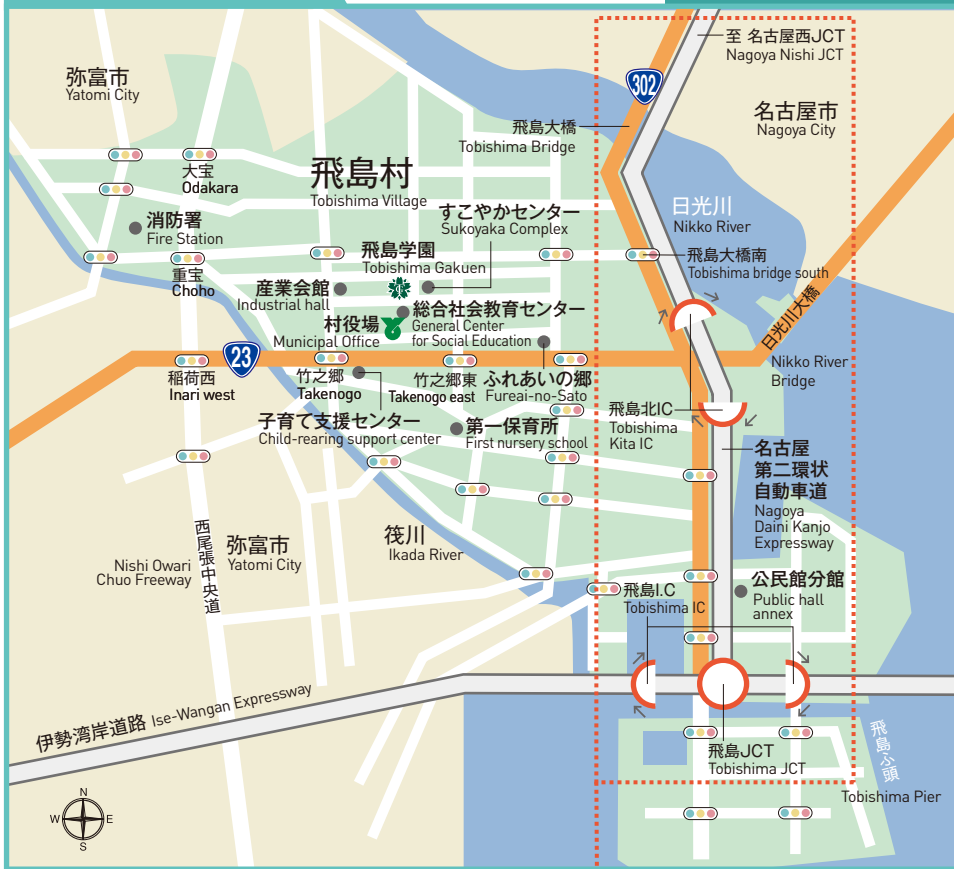 至 名古屋西JCT
Nagoya Nishi JCT
弥富市
Yatomi City
302
名古屋市
Nagoya City
飛島大橋
Tobishima Bridge
大宝
Odakara
飛島村
Tobishima Village
すこやかセンター
Sukoyaka Complex
日光川
Nikko River
消防署
Fire Station
飛島学園
Tobishima Gakuen
飛島大橋南
Tobishima bridge south
重宝
Choho
産業会館
Industrial hall
総合社会教育センター
General Center
for Social Education
村役場
Municipal Office
日光川大橋
Nikko River
Bridge
23
稲荷西
Inari west
竹之郷
Takenogo
竹之郷東
Takenogo east
ふれあいの郷
Fureai-no-Sato
飛島北IC
Tobishima
Kita IC
子育て支援センター
Child-rearing support center
第一保育所
First nursery school
名古屋
第二環状
自動車道
Nagoya
Daini Kanjo
Expressway
西尾張中央道
Nishi Owari
Chuo Freeway
弥富市
Yatomi City
筏川
Ikada River
飛島I.C
Tobishima IC
公民館分館
Public hall
annex
伊勢湾岸道路 Ise-Wangan Expressway
飛島JCT
Tobishima JCT
飛島ふ頭
Tobishima Pier
N
W
E
S